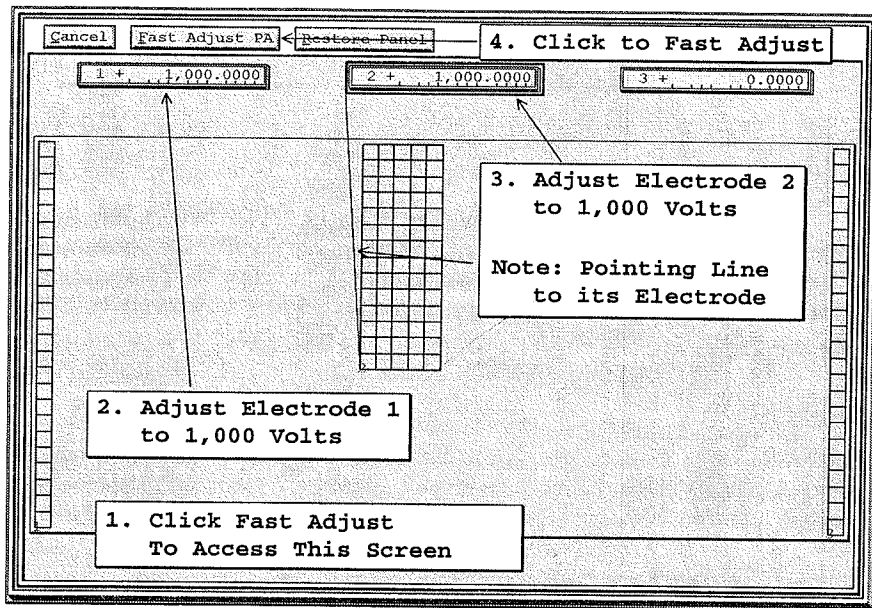 Cancel Fast Adjust PA Restore Panel
4. Click to Fast Adjust
1 + 1,000.0000
2 + 1,000.0000
3 + 0.0000
3. Adjust Electrode 2
to 1,000 Volts
Note: Pointing Line
to its Electrode
2. Adjust Electrode 1
to 1,000 Volts
1. Click Fast Adjust
To Access This Screen